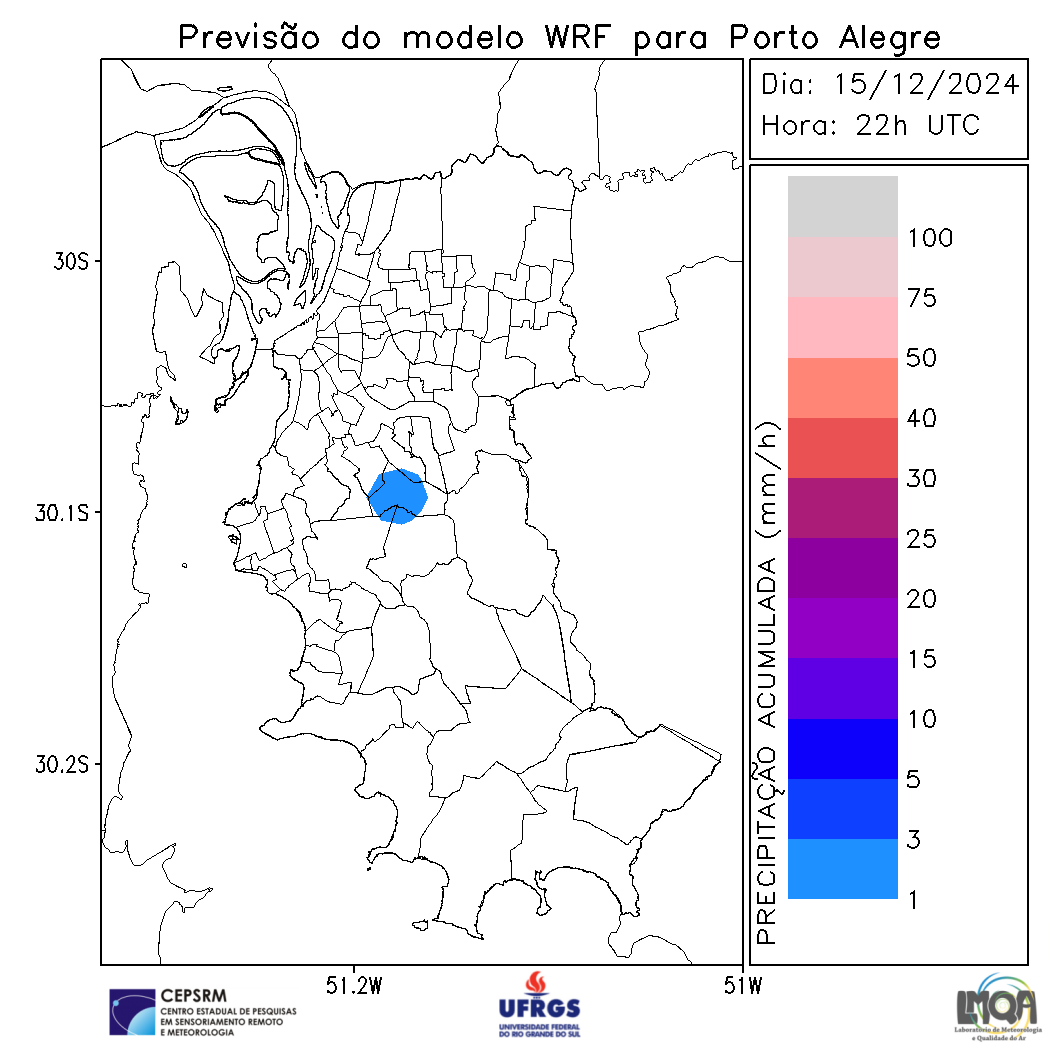 Previsão do modelo WRF para Porto Alegre
Dia: 15/12/2024
Hora: 22h UTC
30S
30.1S
30.2S
51.2W
51W
PRECIPITAÇÃO ACUMULADA (mm/h)
100
75
50
40
30
25
20
15
10
5
3
1
CEPSRM
CENTRO ESTADUAL DE PESQUISAS
EM SENSORIAMENTO REMOTO
E METEOROLOGIA
UFRGS
UNIVERSIDADE FEDERAL
DO RIO GRANDE DO SUL
LMQA
Laboratório de Meteorologia
e Qualidade do Ar